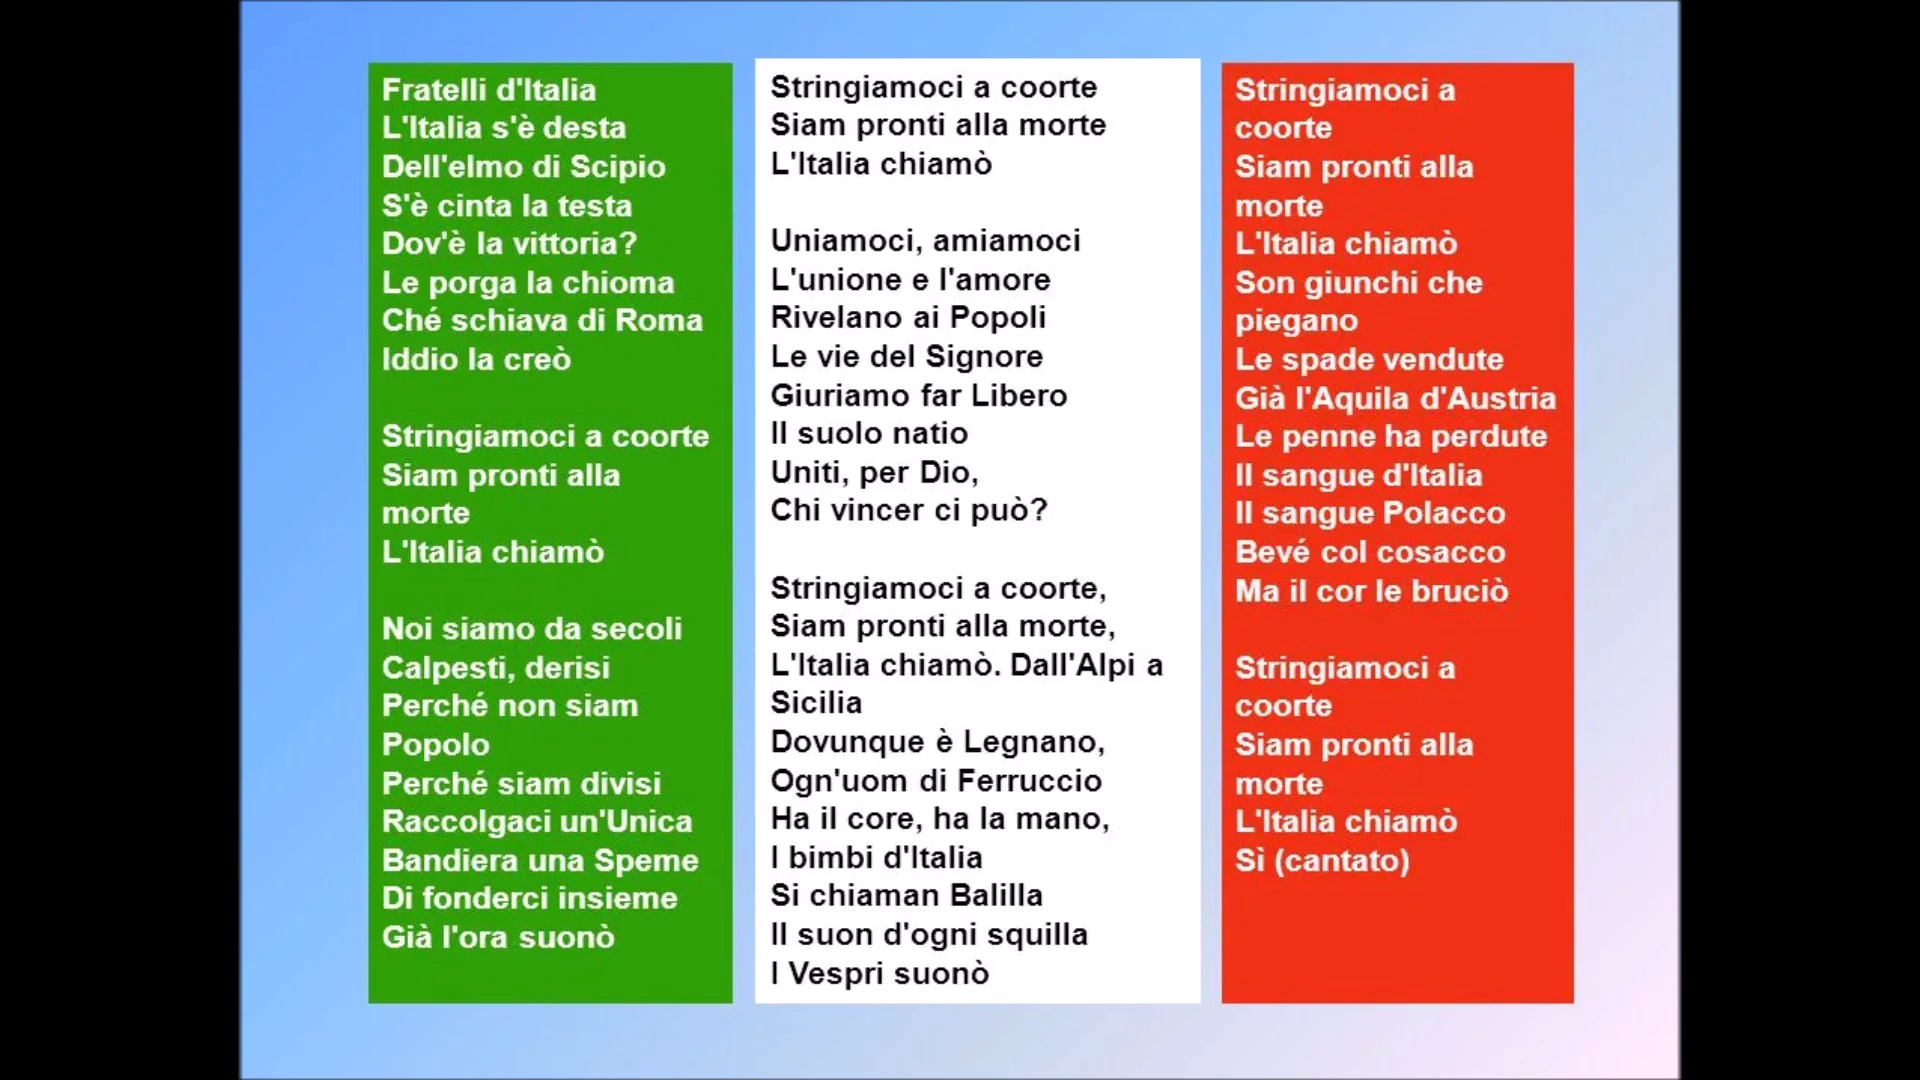 Fratelli d'Italia
L'Italia s'è desta
Dell'elmo di Scipio
S'è cinta la testa
Dov'è la vittoria?
Le porga la chioma
Ché schiava di Roma
Iddio la creò
Stringiamoci a coorte
Siam pronti alla
morte
L'Italia chiamò
Noi siamo da secoli
Calpesti, derisi
Perché non siam
Popolo
Perché siam divisi
Raccolgaci un'Unica
Bandiera una Speme
Di fonderci insieme
Già l'ora suonò
Stringiamoci a coorte
Siam pronti alla morte
L'Italia chiamò
Uniamoci, amiamoci
L'unione e l'amore
Rivelano ai Popoli
Le vie del Signore
Giuriamo far Libero
Il suolo natio
Uniti, per Dio,
Chi vincer ci può?
Stringiamoci a coorte,
Siam pronti alla morte,
L'Italia chiamò. Dall'Alpi a
Sicilia
Dovunque è Legnano,
Ogn'uom di Ferruccio
Ha il core, ha la mano,
I bimbi d'Italia
Si chiaman Balilla
Il suon d'ogni squilla
I Vespri suonò
Stringiamoci a
coorte
Siam pronti alla
morte
L'Italia chiamò
Son giunchi che
piegano
Le spade vendute
Già l'Aquila d'Austria
Le penne ha perdute
Il sangue d'Italia
Il sangue Polacco
Bevé col cosacco
Ma il cor le bruciò
Stringiamoci a
coorte
Siam pronti alla
morte
L'Italia chiamò
Sì (cantato)